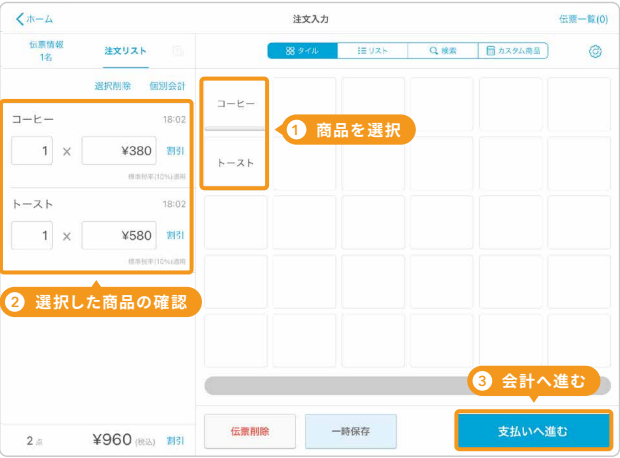 ホーム
注文入力
伝票一覧(0)
伝票情報
1名
注文リスト
タイル
リスト
検索
カスタム商品
選択削除 個別会計
コーヒー 18:02
1 × ¥380 割引
標準税率(10%)適用
トースト 18:02
1 × ¥580 割引
標準税率(10%)適用
コーヒー
トースト
1 商品を選択
2 選択した商品の確認
3 会計へ進む
2点 ¥960 (税込) 割引
伝票削除
一時保存
支払いへ進む